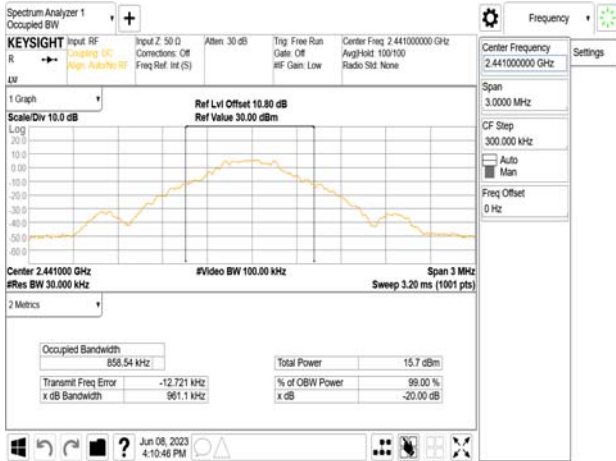 Spectrum Analyzer 1
Occupied BW
Frequency
KEYSIGHT
R
LW
Input: RF
Coupling: DC
Align: Auto/No RF
Input Z: 50 Ω
Corrections: Off
Freq Ref: Int (S)
Atten: 30 dB
Trig: Free Run
Gate: Off
#IF Gain: Low
Center Freq: 2.441000000 GHz
Avg|Hold: 100/100
Radio Std: None
Center Frequency
2.441000000 GHz
Settings
Span
3.0000 MHz
CF Step
300.000 kHz
Auto
Man
Freq Offset
0 Hz
1 Graph
Scale/Div 10.0 dB
Ref Lvl Offset 10.80 dB
Ref Value 30.00 dBm
Log
20.0
10.0
0.00
-10.0
-20.0
-30.0
-40.0
-50.0
-60.0
Center 2.441000 GHz
#Res BW 30.000 kHz
#Video BW 100.00 kHz
Span 3 MHz
Sweep 3.20 ms (1001 pts)
2 Metrics
Occupied Bandwidth
858.54 kHz
Total Power 15.7 dBm
Transmit Freq Error -12.721 kHz
% of OBW Power 99.00 %
x dB Bandwidth 961.1 kHz
x dB -20.00 dB
?
Jun 08, 2023
4:10:46 PM